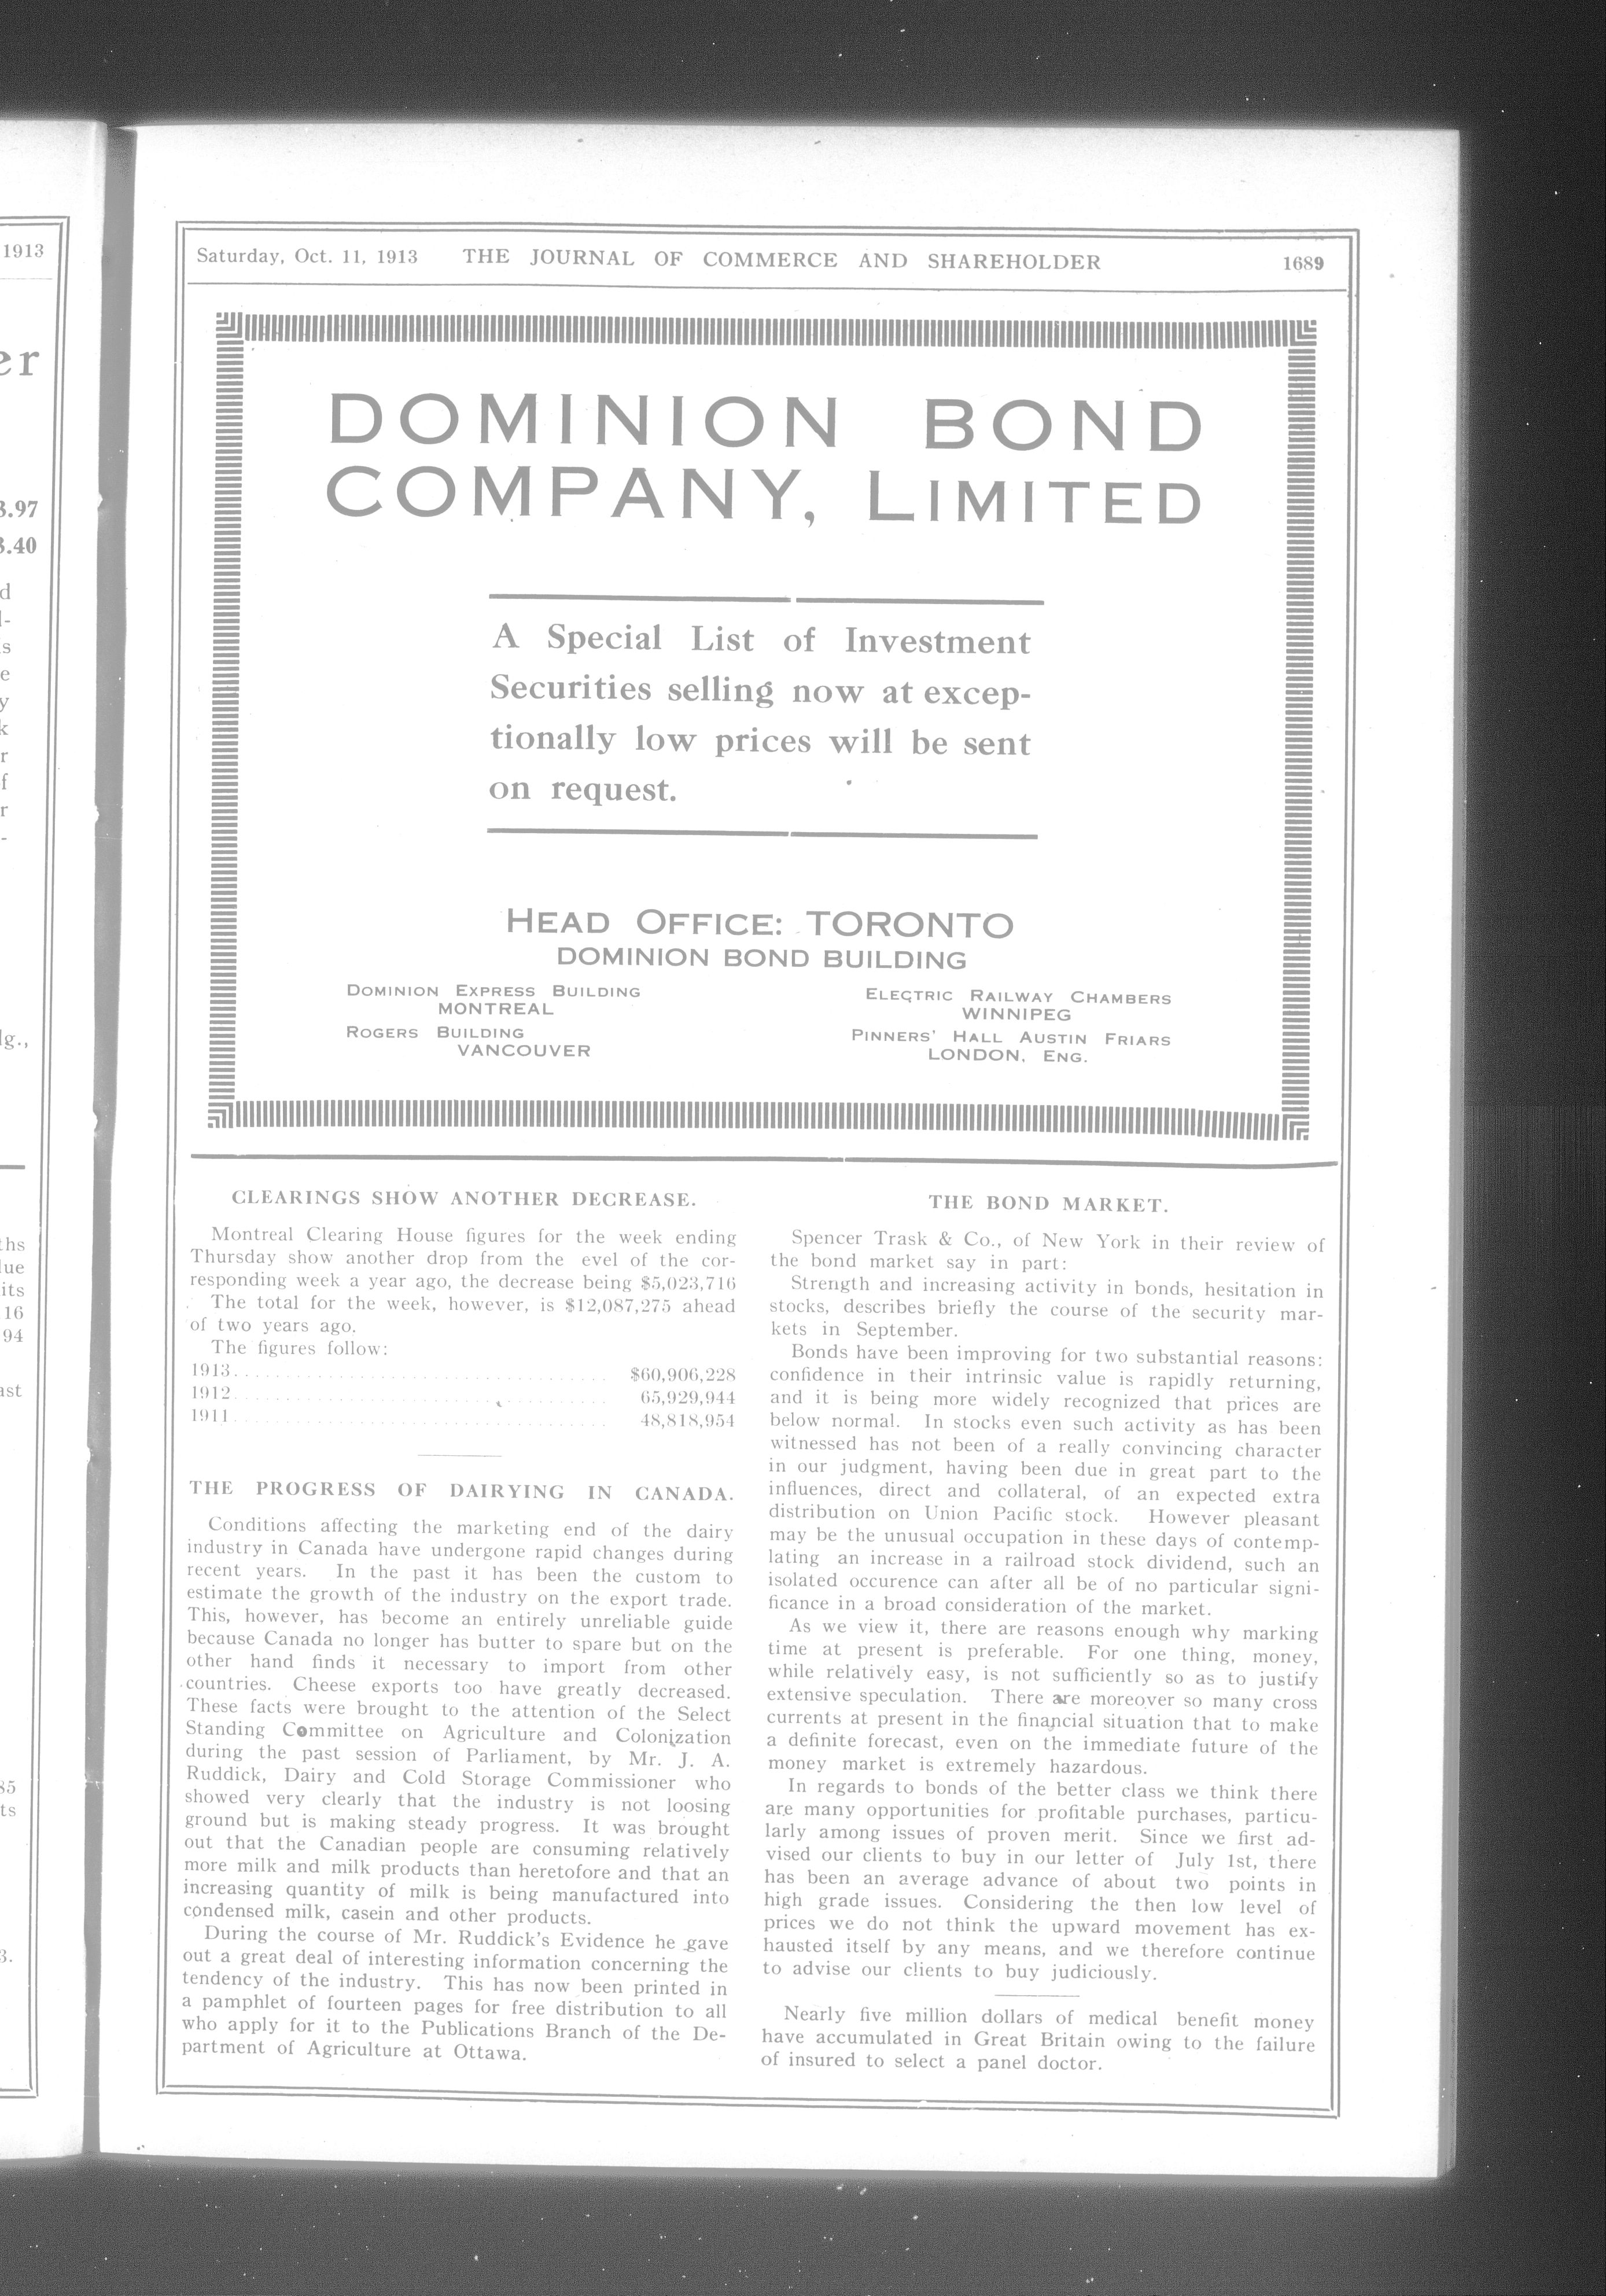 Saturday, Oct. 11, 1913 THE JOURNAL OF COMMERCE AND SHAREHOLDER 1689
DOMINION BOND
COMPANY, LIMITED
A Special List of Investment
Securities selling now at excep-
tionally low prices will be sent
on request.
HEAD OFFICE: TORONTO
DOMINION BOND BUILDING
DOMINION EXPRESS BUILDING
MONTREAL
ROGERS BUILDING
VANCOUVER
ELECTRIC RAILWAY CHAMBERS
WINNIPEG
PINNERS' HALL AUSTIN FRIARS
LONDON, ENG.
CLEARINGS SHOW ANOTHER DECREASE.
Montreal Clearing House figures for the week ending
Thursday show another drop from the evel of the cor-
responding week a year ago, the decrease being $5,023,716
The total for the week, however, is $12,087,275 ahead
of two years ago.
The figures follow:
1913. . . . . . . . . . . . . . . . . . . . . . . . . . . . . . . . . . $60,906,228
1912. . . . . . . . . . . . . . . . . . . . . . . . . . . . . . . . . . 65,929,944
1911. . . . . . . . . . . . . . . . . . . . . . . . . . . . . . . . . . 48,818,954
THE PROGRESS OF DAIRYING IN CANADA.
Conditions affecting the marketing end of the dairy
industry in Canada have undergone rapid changes during
recent years. In the past it has been the custom to
estimate the growth of the industry on the export trade.
This, however, has become an entirely unreliable guide
because Canada no longer has butter to spare but on the
other hand finds it necessary to import from other
countries. Cheese exports too have greatly decreased.
These facts were brought to the attention of the Select
Standing Committee on Agriculture and Colonization
during the past session of Parliament, by Mr. J. A.
Ruddick, Dairy and Cold Storage Commissioner who
showed very clearly that the industry is not loosing
ground but is making steady progress. It was brought
out that the Canadian people are consuming relatively
more milk and milk products than heretofore and that an
increasing quantity of milk is being manufactured into
condensed milk, casein and other products.
During the course of Mr. Ruddick's Evidence he gave
out a great deal of interesting information concerning the
tendency of the industry. This has now been printed in
a pamphlet of fourteen pages for free distribution to all
who apply for it to the Publications Branch of the De-
partment of Agriculture at Ottawa.
THE BOND MARKET.
Spencer Trask & Co., of New York in their review of
the bond market say in part:
Strength and increasing activity in bonds, hesitation in
stocks, describes briefly the course of the security mar-
kets in September.
Bonds have been improving for two substantial reasons:
confidence in their intrinsic value is rapidly returning,
and it is being more widely recognized that prices are
below normal. In stocks even such activity as has been
witnessed has not been of a really convincing character
in our judgment, having been due in great part to the
influences, direct and collateral, of an expected extra
distribution on Union Pacific stock. However pleasant
may be the unusual occupation in these days of contemp-
lating an increase in a railroad stock dividend, such an
isolated occurence can after all be of no particular signi-
ficance in a broad consideration of the market.
As we view it, there are reasons enough why marking
time at present is preferable. For one thing, money,
while relatively easy, is not sufficiently so as to justify
extensive speculation. There are moreover so many cross
currents at present in the financial situation that to make
a definite forecast, even on the immediate future of the
money market is extremely hazardous.
In regards to bonds of the better class we think there
are many opportunities for profitable purchases, particu-
larly among issues of proven merit. Since we first ad-
vised our clients to buy in our letter of July 1st, there
has been an average advance of about two points in
high grade issues. Considering the then low level of
prices we do not think the upward movement has ex-
hausted itself by any means, and we therefore continue
to advise our clients to buy judiciously.
Nearly five million dollars of medical benefit money
have accumulated in Great Britain owing to the failure
of insured to select a panel doctor.